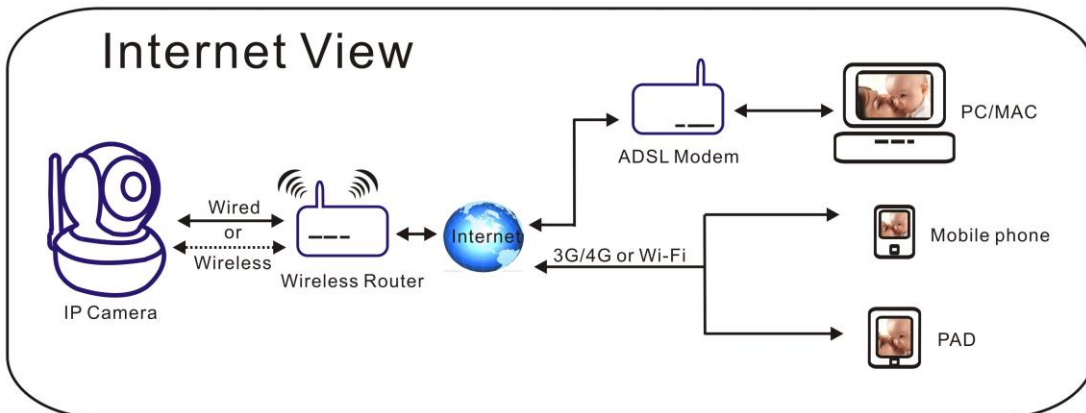 Internet View
PC/MAC
ADSL Modem
Wired
or
Wireless
Internet
3G/4G or Wi-Fi
Mobile phone
Wireless Router
IP Camera
PAD